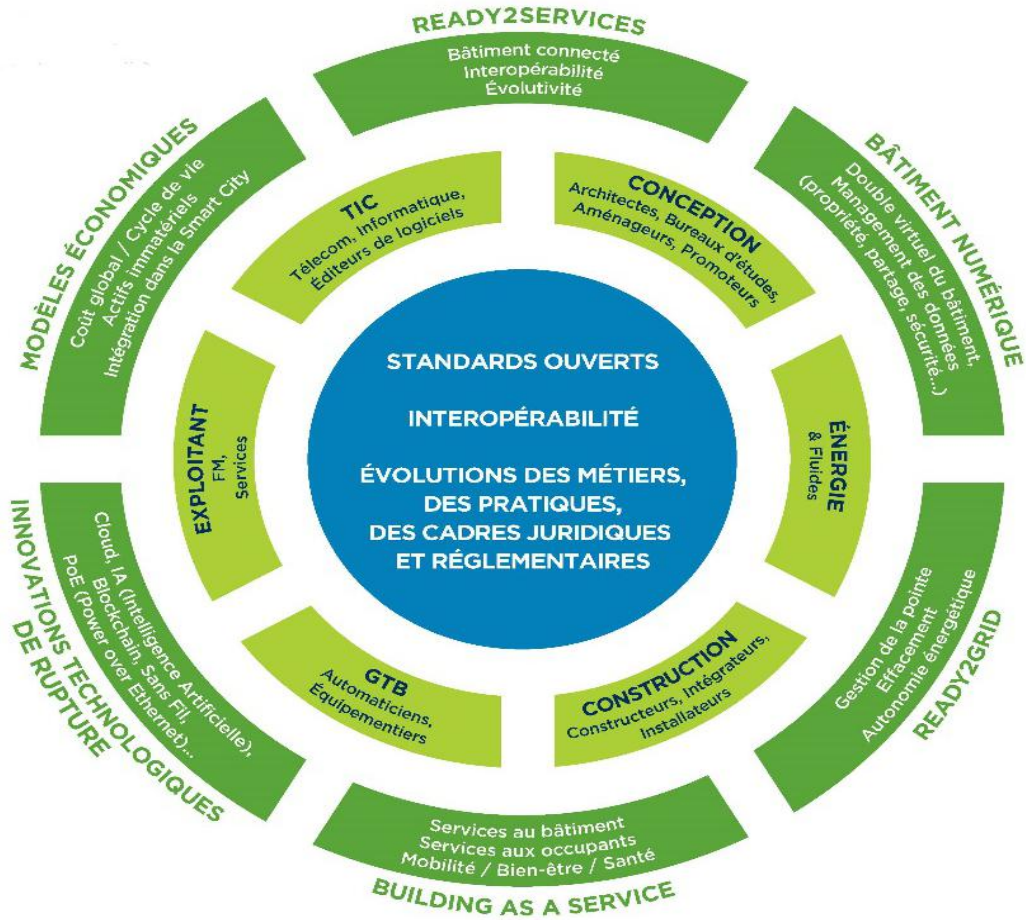 READY2SERVICES
Bâtiment connecté
Interopérabilité
Évolutivité
BÂTIMENT NUMÉRIQUE
Double virtuel du bâtiment,
Management des données
(propriété, partage, sécurité...)
READY2GRID
Gestion de la pointe
Effacement
Autonomie énergétique
BUILDING AS A SERVICE
Services au bâtiment
Services aux occupants
Mobilité / Bien-être / Santé
INNOVATIONS TECHNOLOGIQUES
DE RUPTURE
Cloud, IA (Intelligence Artificielle),
Blockchain, Sans Fil,
PoE (Power over Ethernet)...
MODÈLES ÉCONOMIQUES
Coût global / Cycle de vie
Actifs immatériels
Intégration dans la Smart City
TIC
Télecom, Informatique,
Éditeurs de logiciels
CONCEPTION
Architectes, Bureaux d'études,
Aménageurs, Promoteurs
ÉNERGIE
& Fluides
CONSTRUCTION
Constructeurs, Intégrateurs,
Installateurs
GTB
Automaticiens,
Équipementiers
EXPLOITANT
FM,
Services
STANDARDS OUVERTS
INTEROPÉRABILITÉ
ÉVOLUTIONS DES MÉTIERS,
DES PRATIQUES,
DES CADRES JURIDIQUES
ET RÉGLEMENTAIRES